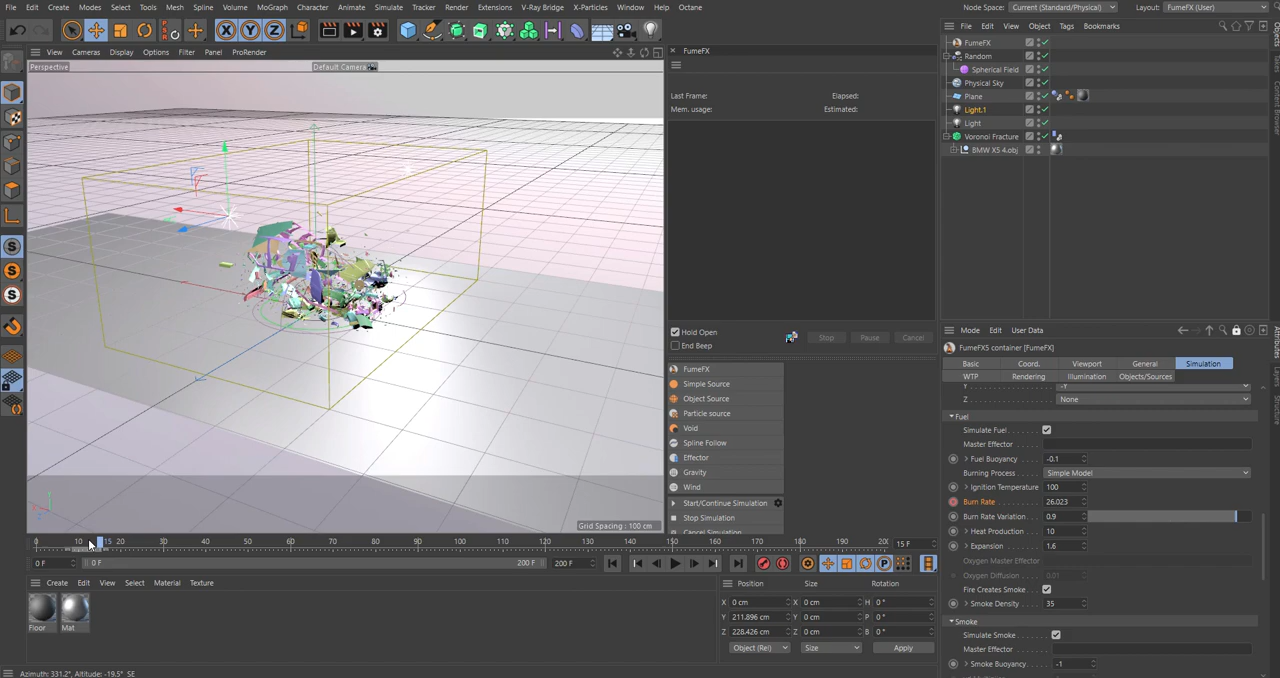 File Edit Create Modes Select Tools Mesh Spline Volume MoGraph Character Animate Simulate Tracker Render Extensions V-Ray Bridge X-Particles Window Help Octane Node Space: Current (Standard/Physical) Layout: FumeFX (User)
View Cameras Display Options Filter Panel ProRender
Perspective Default Camera
Grid Spacing : 100 cm
FumeFX
Last Frame: Elapsed:
Mem. usage: Estimated:
Hold Open
End Beep
Stop Pause Cancel
FumeFX
Simple Source
Object Source
Particle source
Void
Spline Follow
Effector
Gravity
Wind
Start/Continue Simulation
Stop Simulation
File Edit View Object Tags Bookmarks
FumeFX
Random
Spherical Field
Physical Sky
Plane
Light.1
Light
Voronoi Fracture
BMW X5 4.obj
Objects
Takes
Content Browser
Mode Edit User Data
FumeFX5 container [FumeFX]
Basic Coord. Viewport General Simulation
WTP Rendering Illumination Objects/Sources
Y -Y
Z None
Fuel
Simulate Fuel
Master Effector
Fuel Buoyancy -0.1
Burning Process Simple Model
Ignition Temperature 100
Burn Rate 26.023
Burn Rate Variation 0.9
Heat Production 10
Expansion 1.6
Oxygen Master Effector
Oxygen Diffusion 0.01
Fire Creates Smoke
Smoke Density 35
Smoke
Simulate Smoke
Master Effector
Smoke Buoyancy -1
Attributes
Layers
Structure
0 10 15 20 30 40 50 60 70 80 90 100 110 120 130 140 150 160 170 180 190 200 15 F
0 F 0 F 200 F 200 F
Create Edit View Select Material Texture
Floor Mat
Position Size Rotation
X 0 cm X 0 cm H 0 °
Y 211.896 cm Y 0 cm P 0 °
Z 228.426 cm Z 0 cm B 0 °
Object (Rel) Size Apply
Azimuth: 331.2°, Altitude: -19.5° SE